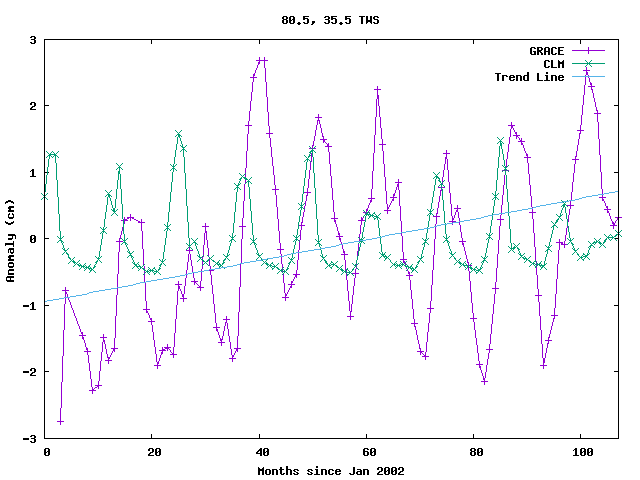 80.5, 35.5 TWS
GRACE
CLM
Trend Line
3
2
1
0
-1
-2
-3
Anomaly (cm)
0 20 40 60 80 100
Months since Jan 2002